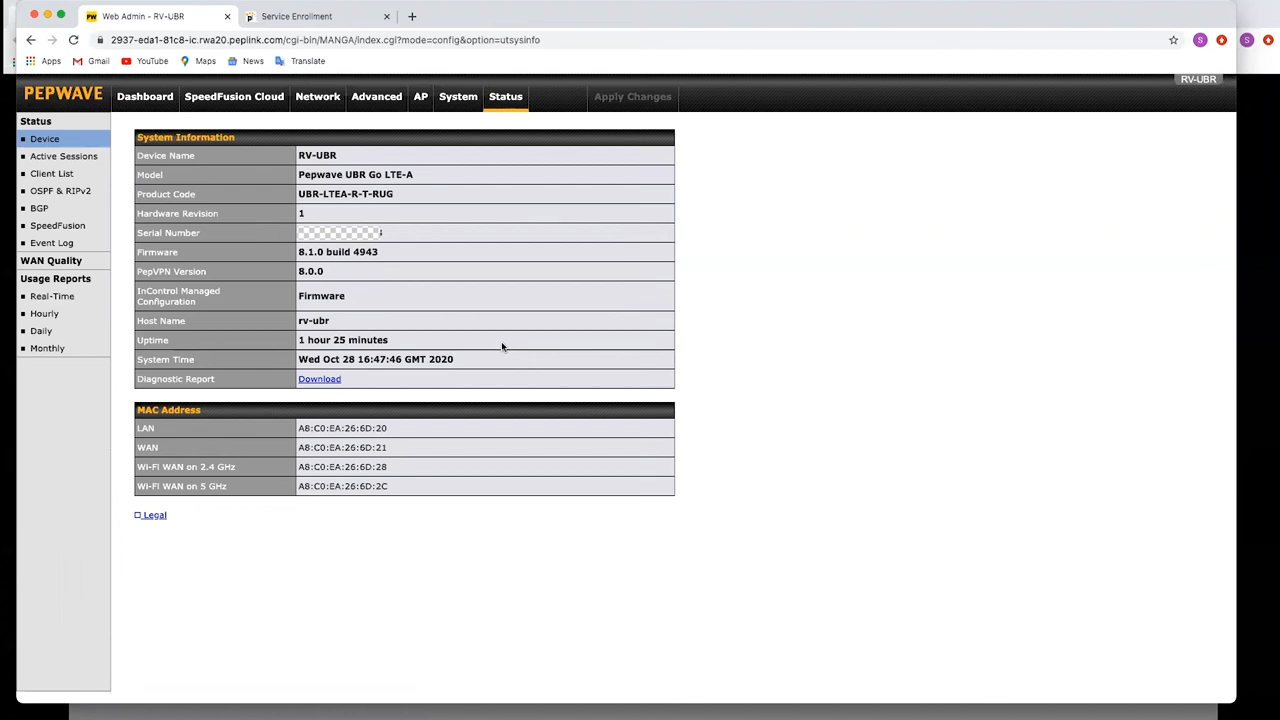 Web Admin - RV-UBR
Service Enrollment
2937-eda1-81c8-ic.rwa20.peplink.com/cgi-bin/MANGA/index.cgi?mode=config&option=utsysinfo
S
S
Apps Gmail YouTube Maps News Translate
RV-UBR
PEPWAVE Dashboard SpeedFusion Cloud Network Advanced AP System Status Apply Changes
Status
Device
Active Sessions
Client List
OSPF & RIPv2
BGP
SpeedFusion
Event Log
WAN Quality
Usage Reports
Real-Time
Hourly
Daily
Monthly
System Information
Device Name RV-UBR
Model Pepwave UBR Go LTE-A
Product Code UBR-LTEA-R-T-RUG
Hardware Revision 1
Serial Number
Firmware 8.1.0 build 4943
PepVPN Version 8.0.0
InControl Managed
Configuration Firmware
Host Name rv-ubr
Uptime 1 hour 25 minutes
System Time Wed Oct 28 16:47:46 GMT 2020
Diagnostic Report Download
MAC Address
LAN A8:C0:EA:26:6D:20
WAN A8:C0:EA:26:6D:21
Wi-Fi WAN on 2.4 GHz A8:C0:EA:26:6D:28
Wi-Fi WAN on 5 GHz A8:C0:EA:26:6D:2C
Legal